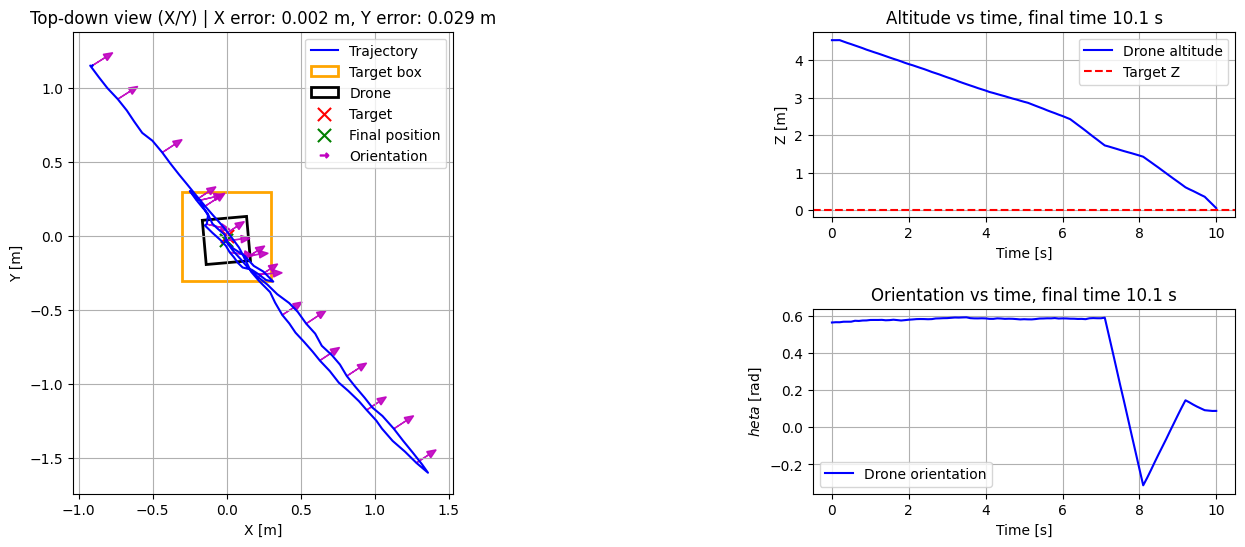 Top-down view (X/Y) | X error: 0.002 m, Y error: 0.029 m
Trajectory
Target box
Drone
Target
Final position
Orientation
1.0
0.5
0.0
−0.5
−1.0
−1.5
Y [m]
−1.0
−0.5
0.0
0.5
1.0
1.5
X [m]
Altitude vs time, final time 10.1 s
Drone altitude
Target Z
4
3
2
1
0
Z [m]
0
2
4
6
8
10
Time [s]
Orientation vs time, final time 10.1 s
0.6
0.4
0.2
0.0
−0.2
heta [rad]
Drone orientation
0
2
4
6
8
10
Time [s]